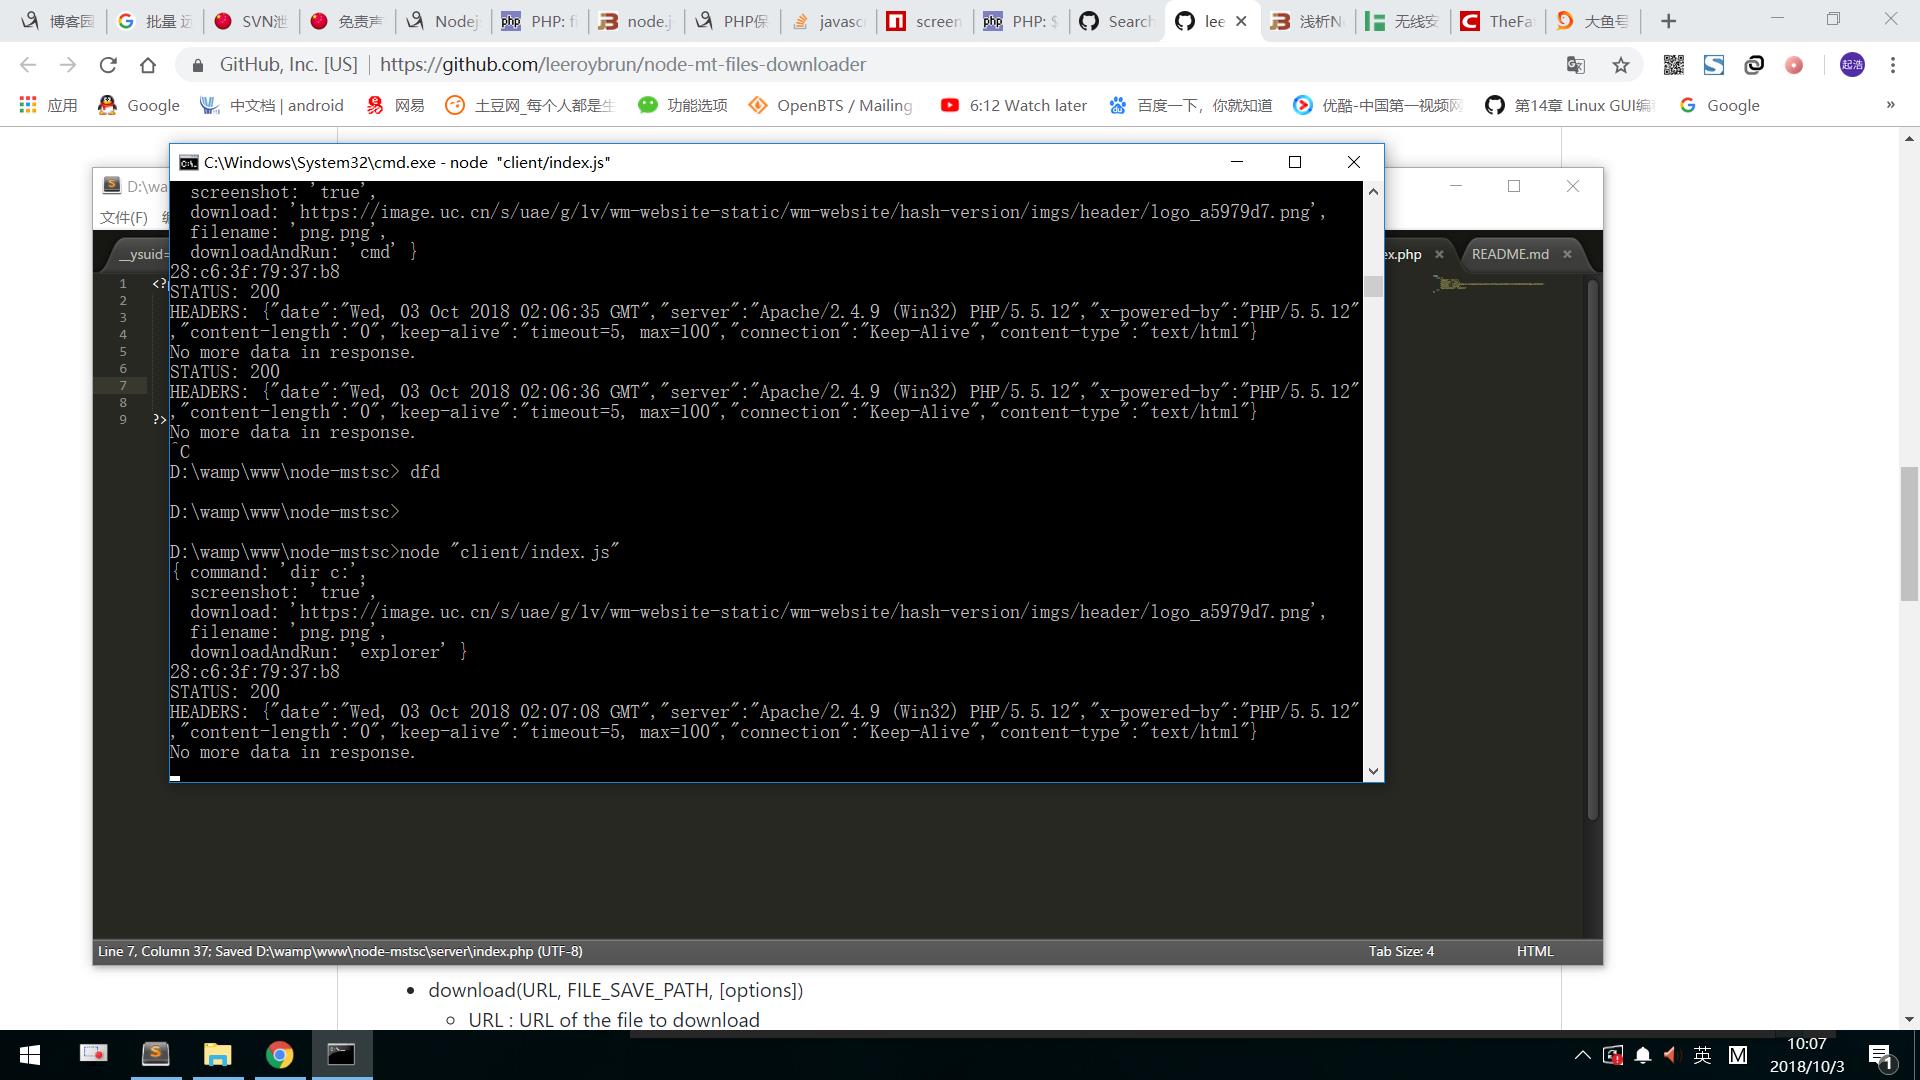 博客园
批量 远
SVN泄
免责声
Nodej
PHP: fi
node.j
PHP保
javasc
screen
PHP: $
Search
lee
浅析N
无线安
TheFa
大鱼号
GitHub, Inc. [US]
https://github.com/leeroybrun/node-mt-files-downloader
起浩
应用
Google
中文档 | android
网易
土豆网_每个人都是生
功能选项
OpenBTS / Mailing
6:12 Watch later
百度一下，你就知道
优酷-中国第一视频网
第14章 Linux GUI编
Google
»
C:\Windows\System32\cmd.exe - node  "client/index.js"
D:\wa
文件(F)
__ysuid=
ex.php
README.md
1
2
3
4
5
6
7
8
9
<?
?>
screenshot: 'true',
download: 'https://image.uc.cn/s/uae/g/lv/wm-website-static/wm-website/hash-version/imgs/header/logo_a5979d7.png',
filename: 'png.png',
downloadAndRun: 'cmd' }
28:c6:3f:79:37:b8
STATUS: 200
HEADERS: {"date":"Wed, 03 Oct 2018 02:06:35 GMT","server":"Apache/2.4.9 (Win32) PHP/5.5.12","x-powered-by":"PHP/5.5.12"
,"content-length":"0","keep-alive":"timeout=5, max=100","connection":"Keep-Alive","content-type":"text/html"}
No more data in response.
STATUS: 200
HEADERS: {"date":"Wed, 03 Oct 2018 02:06:36 GMT","server":"Apache/2.4.9 (Win32) PHP/5.5.12","x-powered-by":"PHP/5.5.12"
,"content-length":"0","keep-alive":"timeout=5, max=100","connection":"Keep-Alive","content-type":"text/html"}
No more data in response.
^C
D:\wamp\www\node-mstsc> dfd
D:\wamp\www\node-mstsc>
D:\wamp\www\node-mstsc>node "client/index.js"
{ command: 'dir c:',
screenshot: 'true',
download: 'https://image.uc.cn/s/uae/g/lv/wm-website-static/wm-website/hash-version/imgs/header/logo_a5979d7.png',
filename: 'png.png',
downloadAndRun: 'explorer' }
28:c6:3f:79:37:b8
STATUS: 200
HEADERS: {"date":"Wed, 03 Oct 2018 02:07:08 GMT","server":"Apache/2.4.9 (Win32) PHP/5.5.12","x-powered-by":"PHP/5.5.12"
,"content-length":"0","keep-alive":"timeout=5, max=100","connection":"Keep-Alive","content-type":"text/html"}
No more data in response.
Line 7, Column 37; Saved D:\wamp\www\node-mstsc\server\index.php (UTF-8)
Tab Size: 4
HTML
download(URL, FILE_SAVE_PATH, [options])
URL : URL of the file to download
英
M
10:07
2018/10/3
1